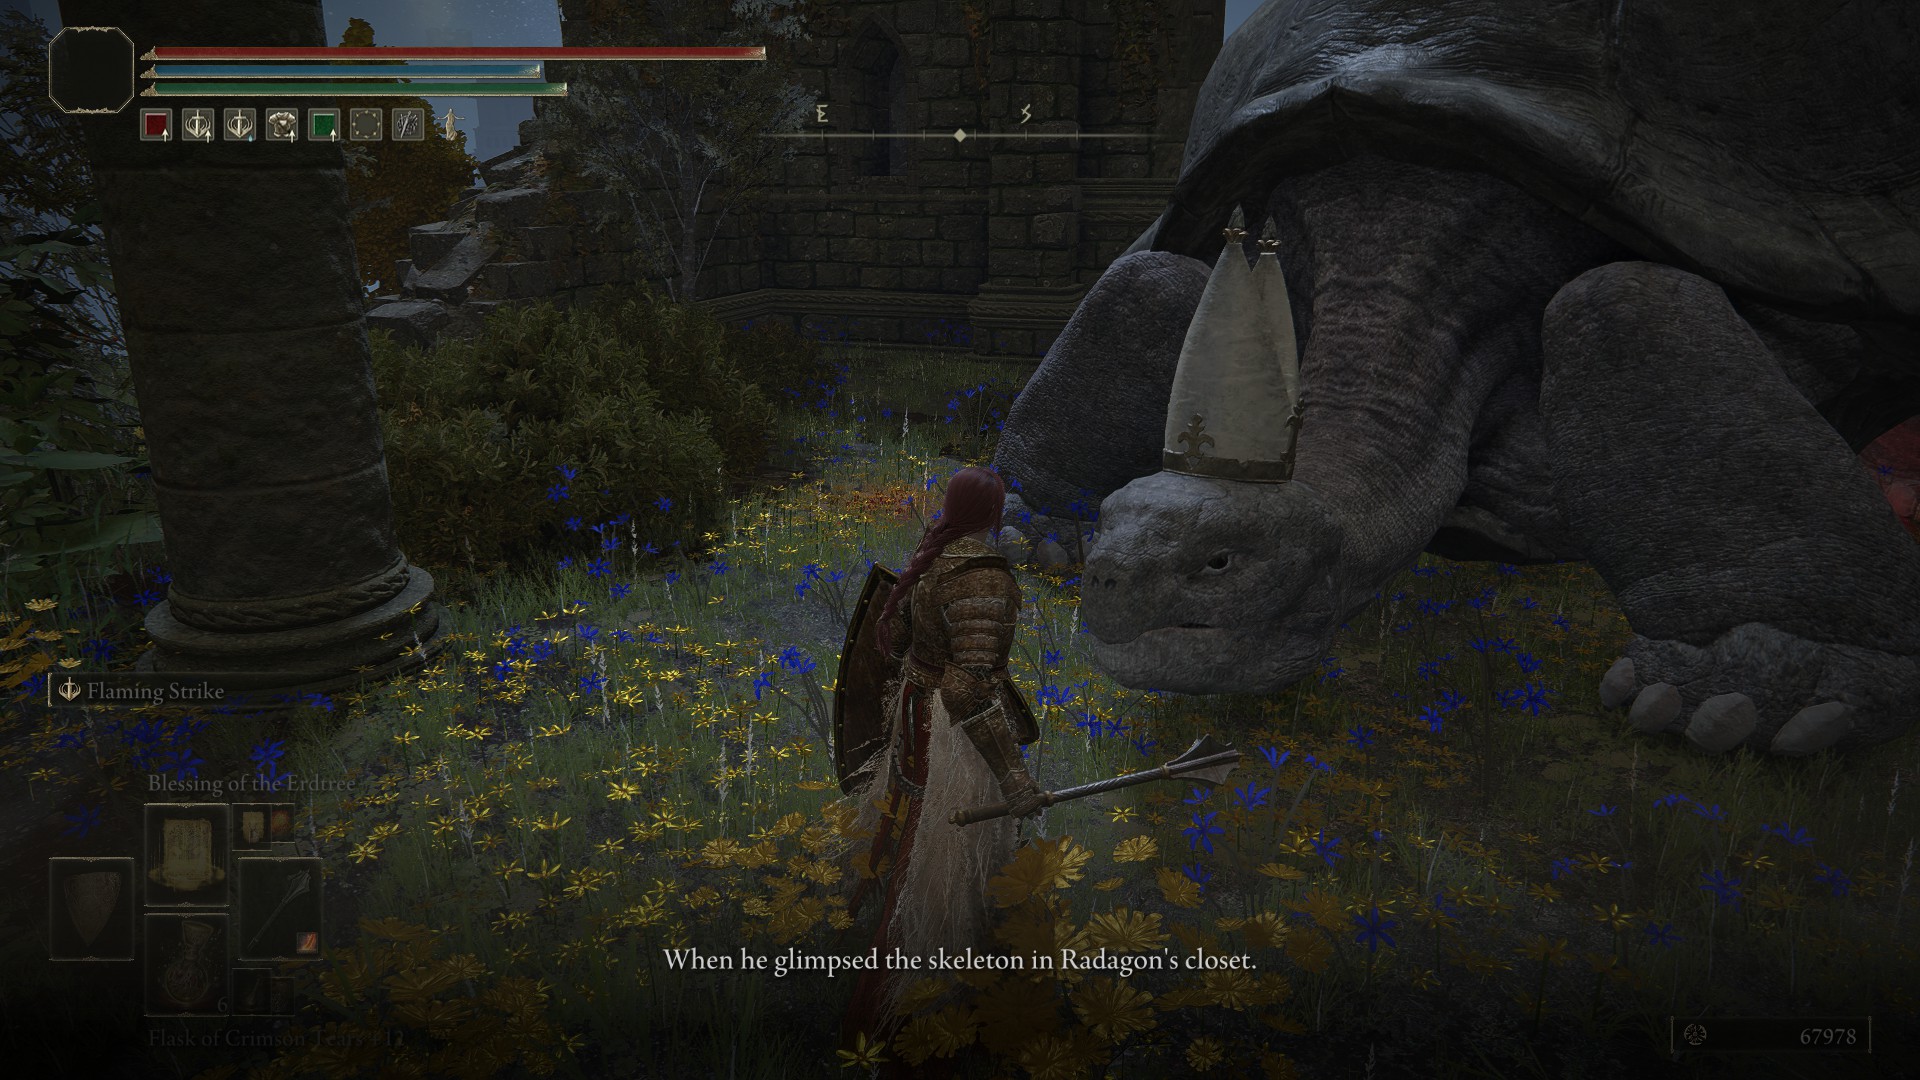 E S
Flaming Strike
Blessing of the Erdtree
6
When he glimpsed the skeleton in Radagon's closet.
Flask of Crimson Tears +12
67978